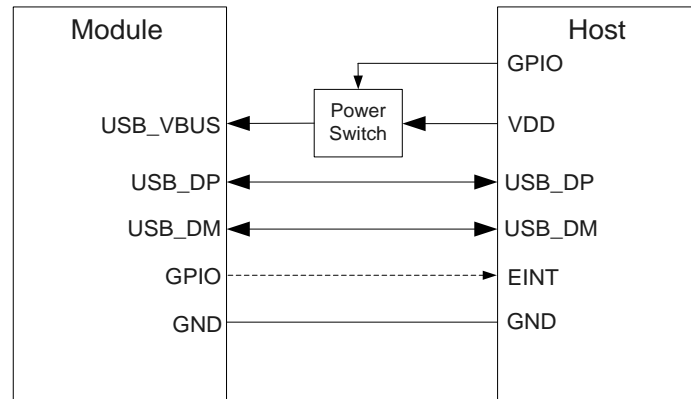 Module
Host
GPIO
Power
Switch
USB_VBUS
VDD
USB_DP
USB_DP
USB_DM
USB_DM
GPIO
EINT
GND
GND